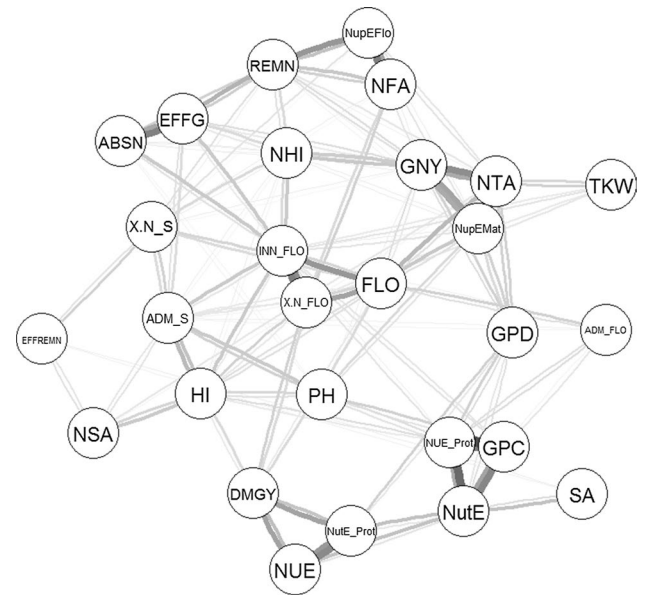 NupEFlo
REMN
NFA
EFFG
ABSN
NHI
GNY
NTA
TKW
X.N_S
NupEMat
INN_FLO
FLO
X.N_FLO
ADM_S
GPD
ADM_FLO
EFFREMN
HI
PH
NSA
NUE_Prot
GPC
DMGY
SA
NutE
NutE_Prot
NUE